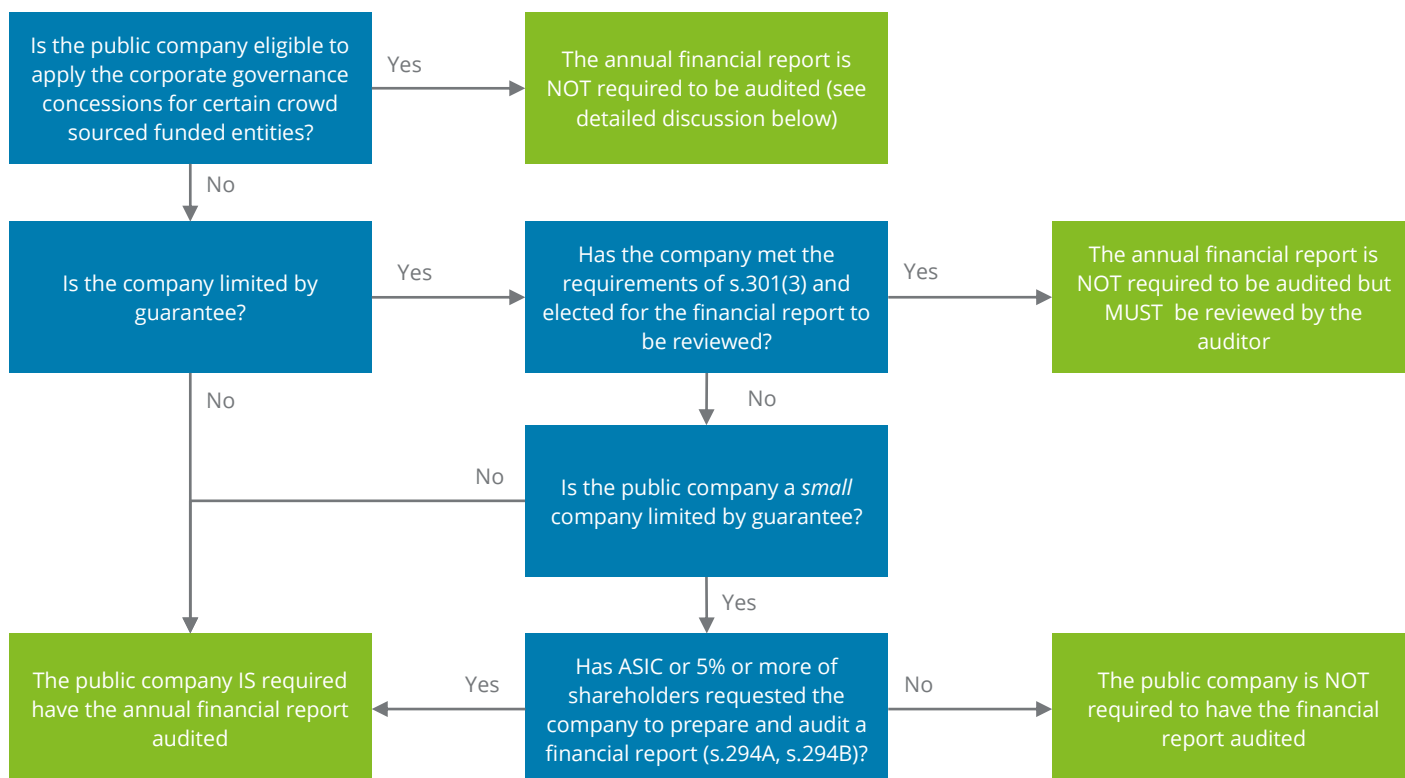 Is the public company eligible to
apply the corporate governance
concessions for certain crowd
sourced funded entities?
Yes
The annual financial report is
NOT required to be audited (see
detailed discussion below)
No
Is the company limited by
guarantee?
Yes
Has the company met the
requirements of s.301(3) and
elected for the financial report to
be reviewed?
Yes
The annual financial report is
NOT required to be audited but
MUST be reviewed by the
auditor
No
No
No
Is the public company a small
company limited by guarantee?
Yes
The public company IS required
have the annual financial report
audited
Yes
Has ASIC or 5% or more of
shareholders requested the
company to prepare and audit a
financial report (s.294A, s.294B)?
No
The public company is NOT
required to have the financial
report audited